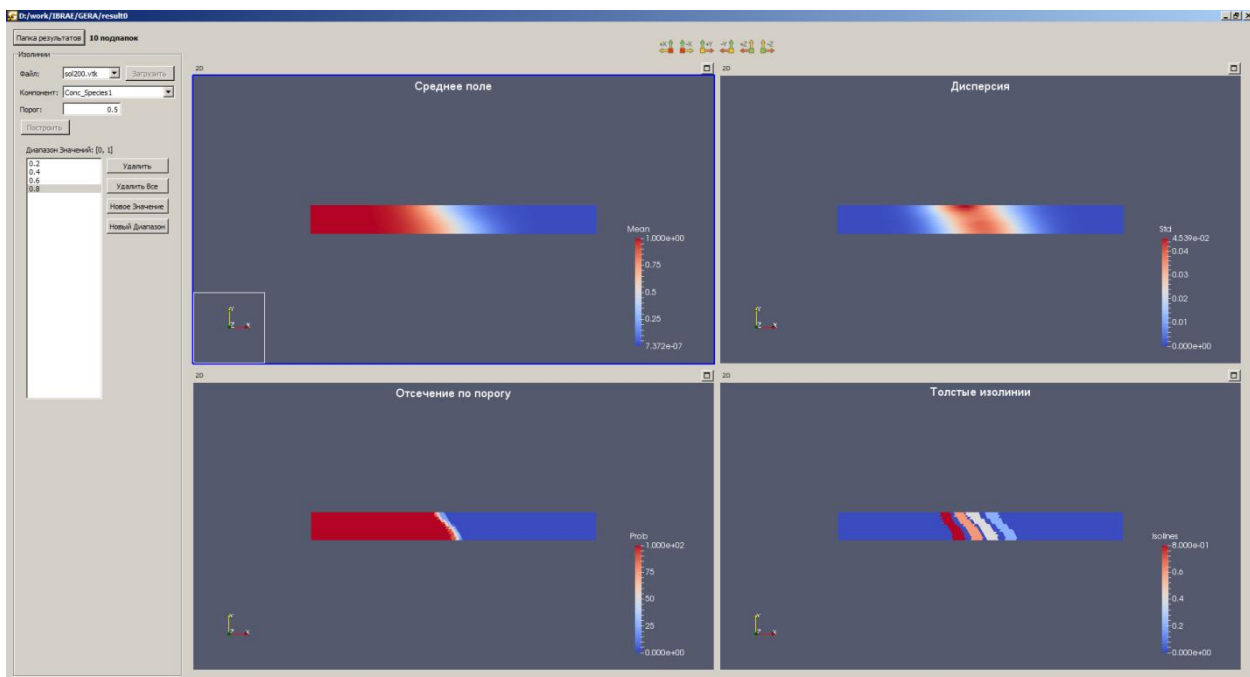 D:/work/IBRAE/GERA/result0
Папка результатов 10 подпапок
Изолинии
Файл: sol200.vtk Загрузить
Компонент: Conc_Species1
Порог: 0.5
Построить
Диапазон Значений: [0, 1]
0.2
0.4
0.6
0.8
Удалить
Удалить Все
Новое Значение
Новый Диапазон
+X -X +Y -Y +Z -Z
2D
Среднее поле
Mean
1.000e+00
0.75
0.5
0.25
7.372e-07
Y
Z X
2D
Дисперсия
Std
4.539e-02
0.04
0.03
0.02
0.01
0.000e+00
Y
Z X
2D
Отсечение по порогу
Prob
1.000e+02
75
50
25
0.000e+00
Y
Z X
2D
Толстые изолинии
Isolines
8.000e-01
0.6
0.4
0.2
0.000e+00
Y
Z X